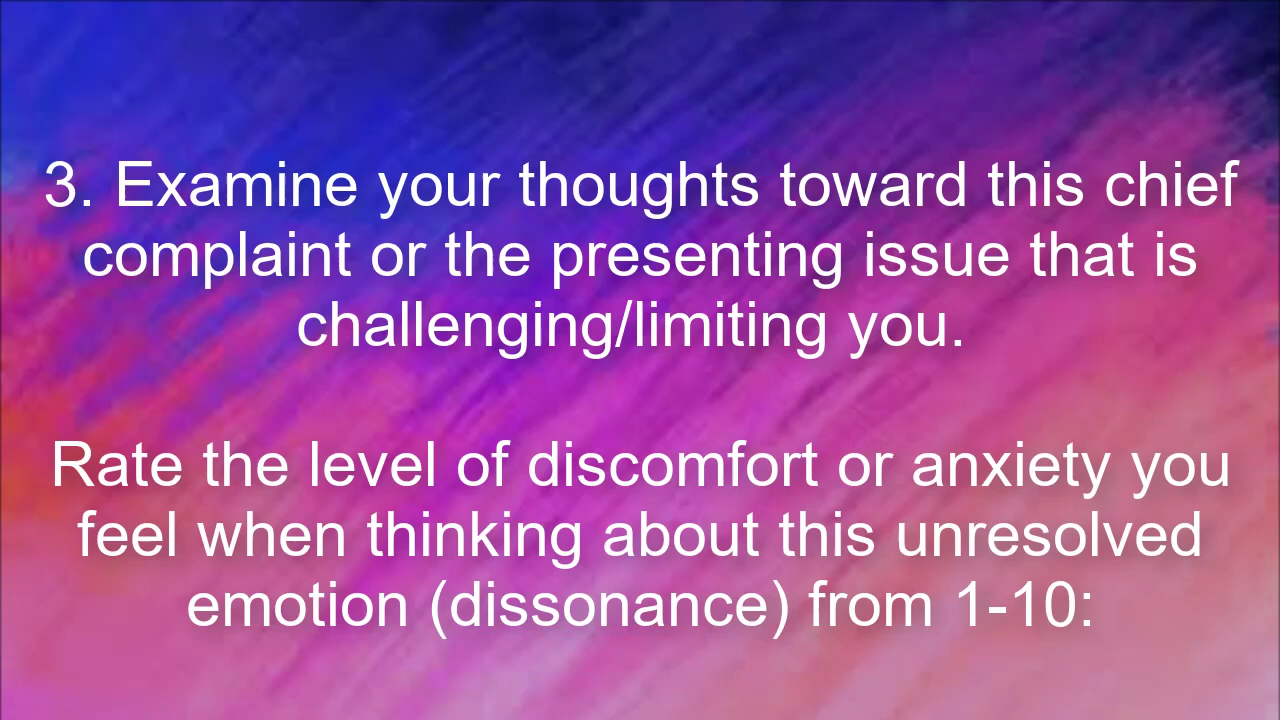 3. Examine your thoughts toward this chief
complaint or the presenting issue that is
challenging/limiting you.
Rate the level of discomfort or anxiety you
feel when thinking about this unresolved
emotion (dissonance) from 1-10: